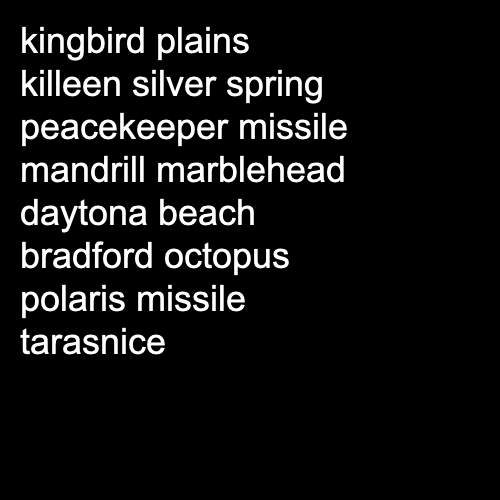 kingbird plains
killeen silver spring
peacekeeper missile
mandrill marblehead
daytona beach
bradford octopus
polaris missile
tarasnice